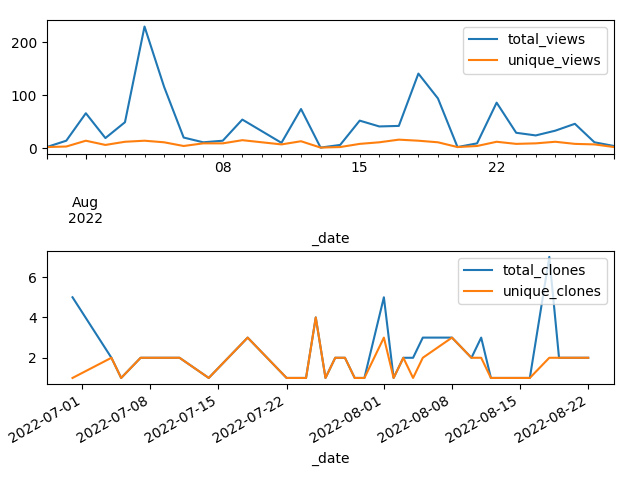 200
100
0
total_views
unique_views
08
15
22
Aug
2022
_date
6
4
2
total_clones
unique_clones
2022-07-01
2022-07-08
2022-07-15
2022-07-22
2022-08-01
2022-08-08
2022-08-15
2022-08-22
_date